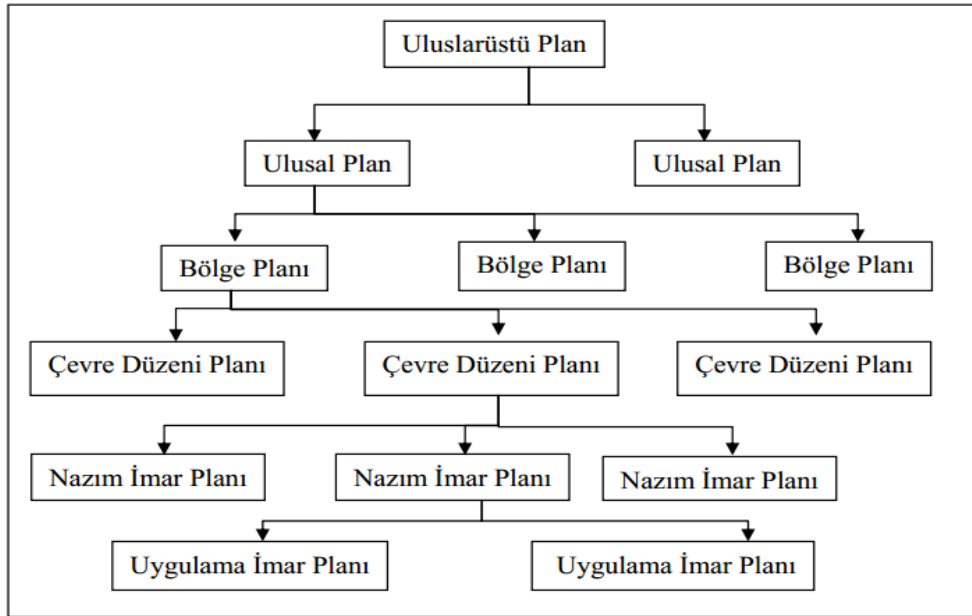 Uluslarüstü Plan
Ulusal Plan
Ulusal Plan
Bölge Planı
Bölge Planı
Bölge Planı
Çevre Düzeni Planı
Çevre Düzeni Planı
Çevre Düzeni Planı
Nazım İmar Planı
Nazım İmar Planı
Nazım İmar Planı
Uygulama İmar Planı
Uygulama İmar Planı